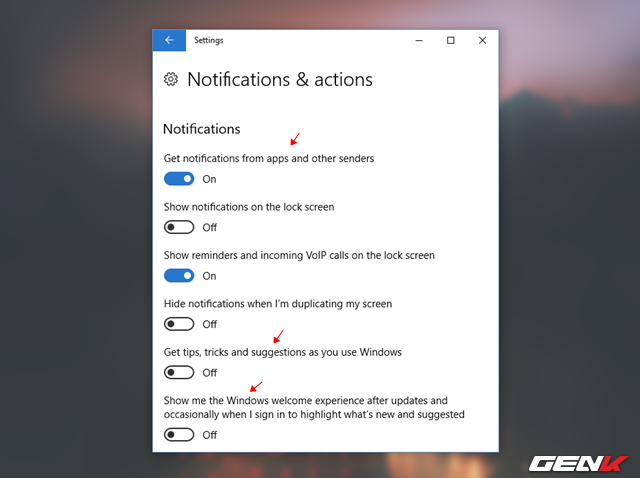 Settings
Notifications & actions
Notifications
Get notifications from apps and other senders
On
Show notifications on the lock screen
Off
Show reminders and incoming VoIP calls on the lock screen
On
Hide notifications when I'm duplicating my screen
Off
Get tips, tricks and suggestions as you use Windows
Off
Show me the Windows welcome experience after updates and
occasionally when I sign in to highlight what's new and suggested
Off
GENK